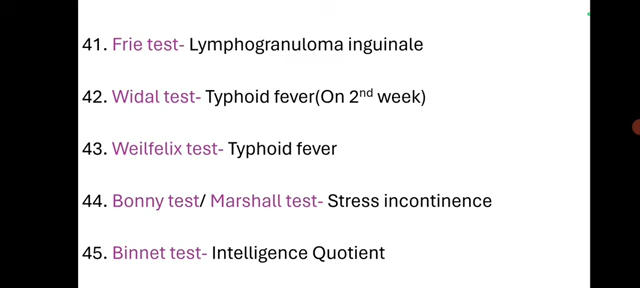 41. Frie test- Lymphogranuloma inguinale
42. Widal test- Typhoid fever(On 2nd week)
43. Weilfelix test- Typhoid fever
44. Bonny test/ Marshall test- Stress incontinence
45. Binnet test- Intelligence Quotient